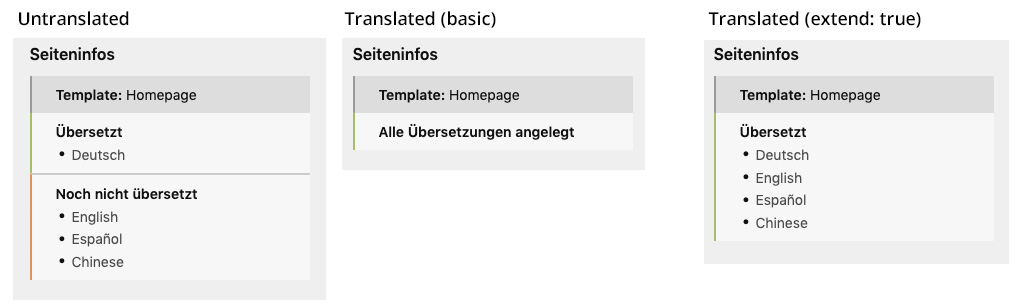 Untranslated
Seiteninfos
Template: Homepage
Übersetzt
• Deutsch
Noch nicht übersetzt
• English
• Español
• Chinese
Translated (basic)
Seiteninfos
Template: Homepage
Alle Übersetzungen angelegt
Translated (extend: true)
Seiteninfos
Template: Homepage
Übersetzt
• Deutsch
• English
• Español
• Chinese